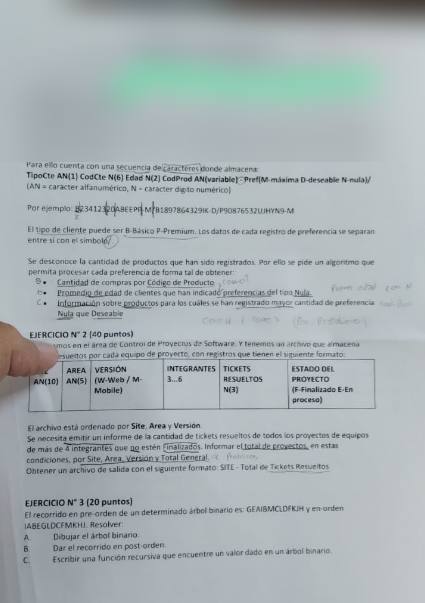 Para ello cuenta con una secuencia de caracteres donde almacena:
TipoCte AN(1) CodCte N(6) Edad N(2) CodProd AN(variable) - Pref(M-máxima D-deseable N-nula)/
(AN = caracter alfanumérico, N = caracter digito numérico)
Por ejemplo:
El tipo de cliente puede ser B-Básico P-Premium. Los datos de cada registro de preferencia se separan
entre si con el símbolo /
Se desconoce la cantidad de productos que han sido registrados. Por ello se pide un algoritmo que
permita procesar cada preferencia de forma tal de obtener:
Cantidad de compras por Código de Producto
Promedio de edad de clientes que han indicado preferencias del tipo Nula.
Información sobre productos para los cuáles se han registrado mayor cantidad de preferencia
Nula que Deseable
EJERCICIO N° 2 (40 puntos)
en el área de Control de Proyectos de Software. Y tenemos un archivo que almacena
resueltos por cada equipo de proyecto, con registros que tienen el siguiente formato:
AREA VERSIÓN INTEGRANTES TICKETS ESTADO DEL
AN(10) AN(5) (W-Web / M- 3...6 RESUELTOS PROYECTO
Mobile) N(3) (F-Finalizado E-En
proceso)
El archivo está ordenado por Site, Area y Versión.
Se necesita emitir un informe de la cantidad de tickets resueltos de todos los proyectos de equipos
de más de 4 integrantes que no estén Finalizados. Informar el total de proyectos, en estas
condiciones, por Site, Area, Versión y Total General.
Obtener un archivo de salida con el siguiente formato: SITE - Total de Tickets Resueltos
EJERCICIO N° 3 (20 puntos)
El recorrido en pre-orden de un determinado árbol binario es: GEAIBMCLDFKJH y en-orden
IABEGLDCFMKHJ. Resolver:
A. Dibujar el árbol binario.
B. Dar el recorrido en post-orden.
C. Escribir una función recursiva que encuentre un valor dado en un árbol binario.